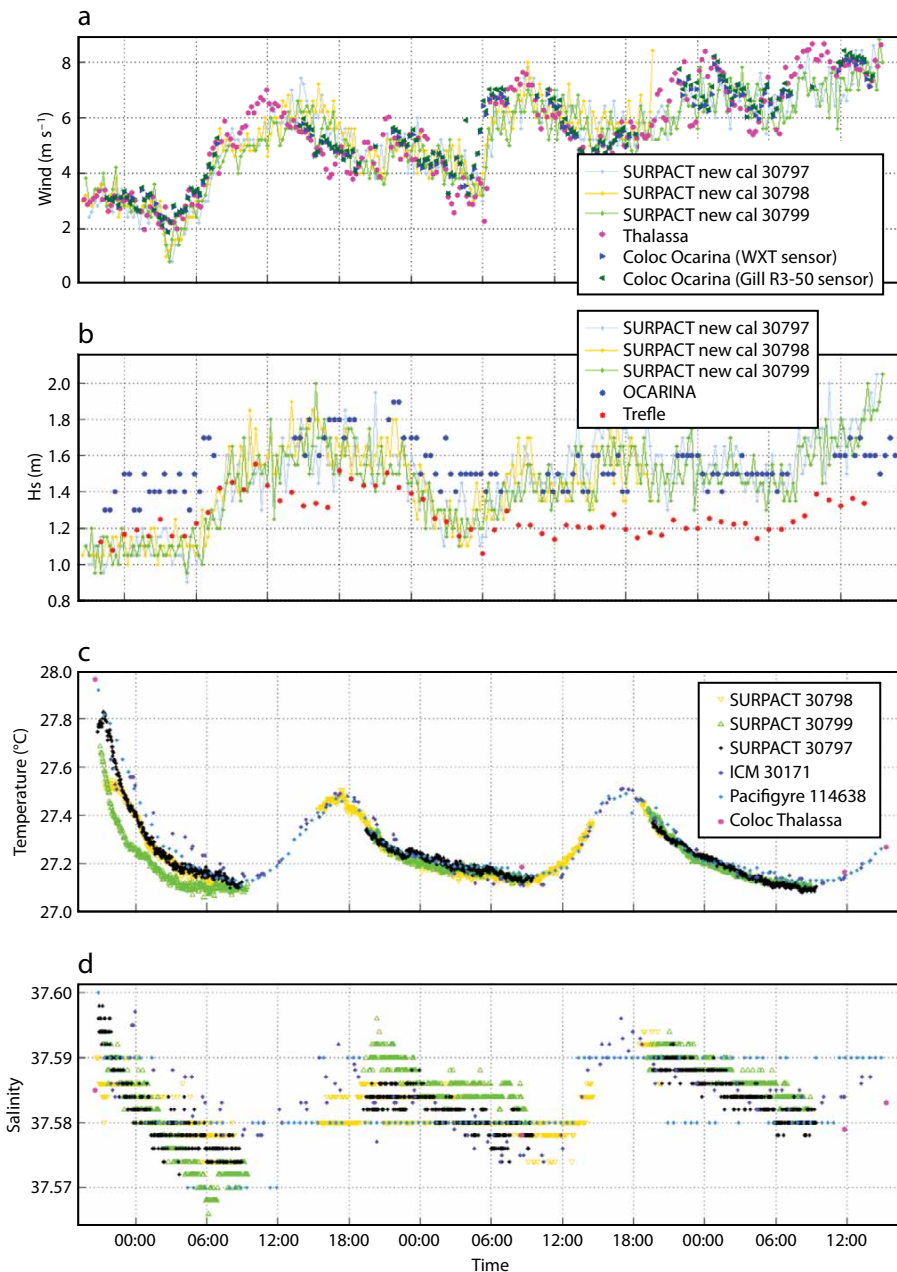 a
8
6
4
2
0
Wind (m s⁻¹)
SURPACT new cal 30797
SURPACT new cal 30798
SURPACT new cal 30799
Thalassa
Coloc Ocarina (WXT sensor)
Coloc Ocarina (Gill R3-50 sensor)
b
SURPACT new cal 30797
SURPACT new cal 30798
SURPACT new cal 30799
OCARINA
Trefle
2.0
1.8
1.6
1.4
1.2
1.0
0.8
Hs (m)
c
28.0
27.8
27.6
27.4
27.2
27.0
Temperature (°C)
SURPACT 30798
SURPACT 30799
SURPACT 30797
ICM 30171
Pacifigyre 114638
Coloc Thalassa
d
37.60
37.59
37.58
37.57
Salinity
00:00 06:00 12:00 18:00 00:00 06:00 12:00 18:00 00:00 06:00 12:00
Time